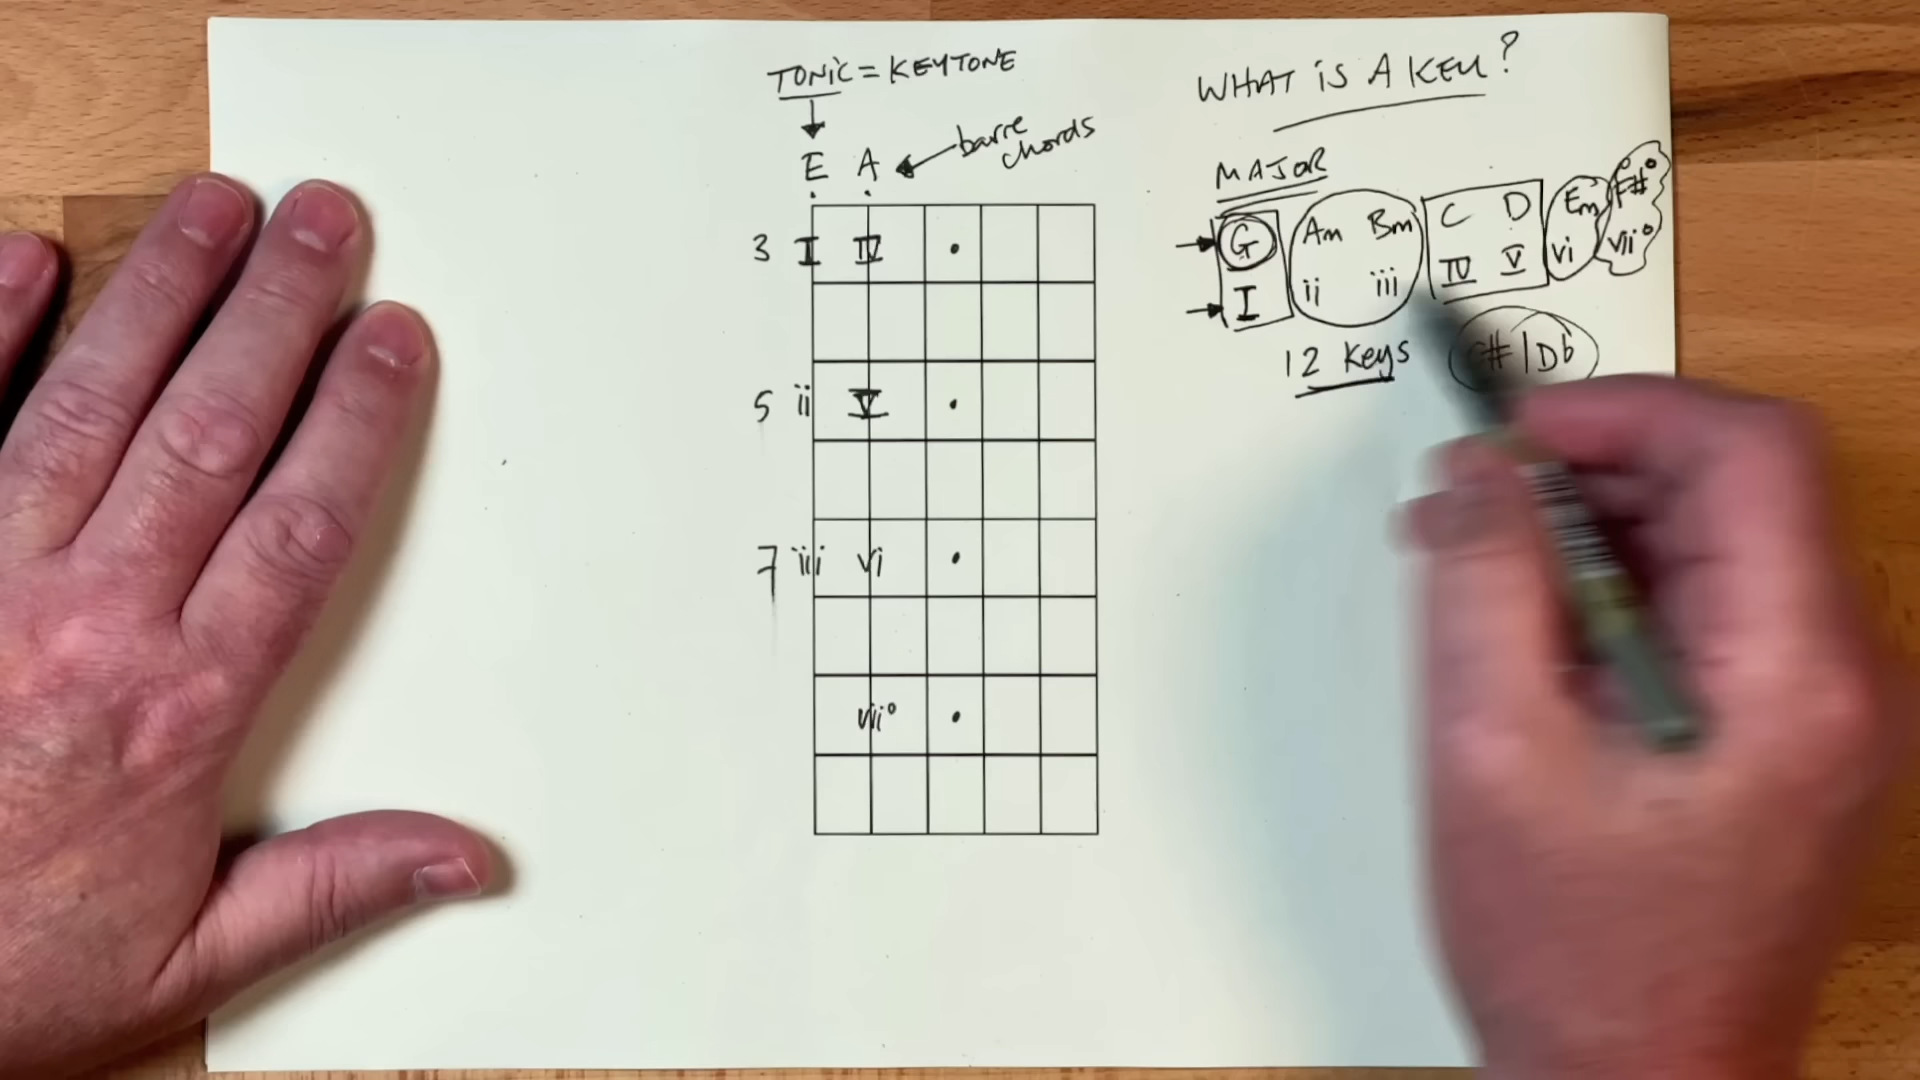 TONIC = KEYTONE
E A
barre
chords
3 I IV
5 ii V
7 iii vi
vii°
WHAT IS A KEY?
MAJOR
G Am Bm C D Em F#°
I ii iii IV V vi vii°
12 Keys
# | Db